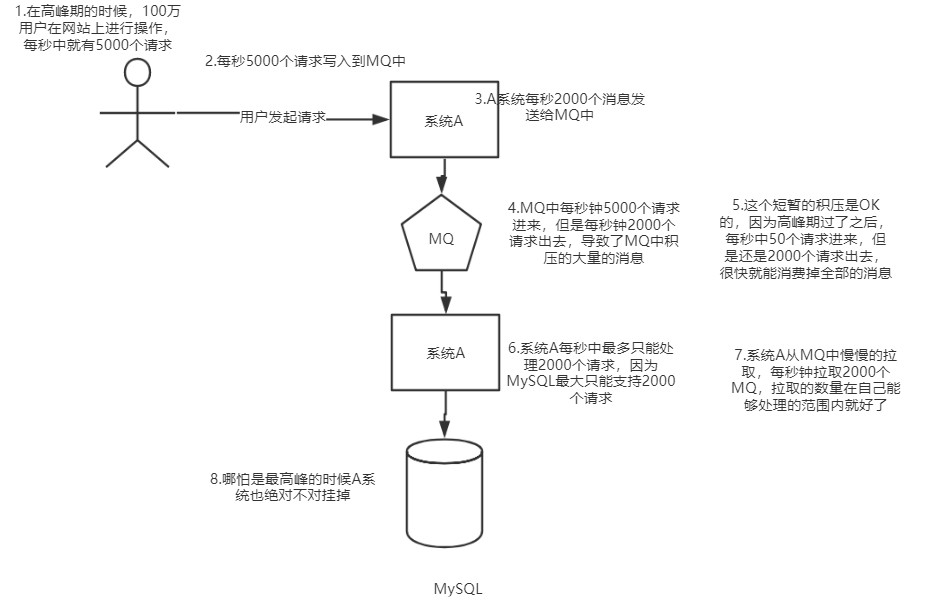 1.在高峰期的时候，100万
用户在网站上进行操作，
每秒中就有5000个请求
2.每秒5000个请求写入到MQ中
用户发起请求
系统A
3.A系统每秒2000个消息发
送给MQ中
MQ
4.MQ中每秒钟5000个请求
进来，但是每秒钟2000个
请求出去，导致了MQ中积
压的大量的消息
5.这个短暂的积压是OK
的，因为高峰期过了之后，
每秒中50个请求进来，但
是还是2000个请求出去，
很快就能消费掉全部的消息
系统A
6.系统A每秒中最多只能处
理2000个请求，因为
MySQL最大只能支持2000
个请求
7.系统A从MQ中慢慢的拉
取，每秒钟拉取2000个
MQ，拉取的数量在自己能
够处理的范围内就好了
8.哪怕是最高峰的时候A系
统也绝对不对挂掉
MySQL